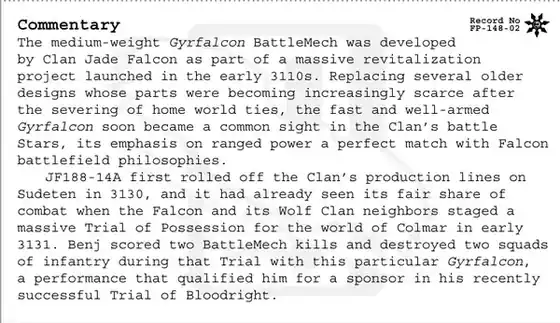 Commentary
Record No
FP-148-02
The medium-weight Gyrfalcon BattleMech was developed
by Clan Jade Falcon as part of a massive revitalization
project launched in the early 3110s. Replacing several older
designs whose parts were becoming increasingly scarce after
the severing of home world ties, the fast and well-armed
Gyrfalcon soon became a common sight in the Clan's battle
Stars, its emphasis on ranged power a perfect match with Falcon
battlefield philosophies.
JF188-14A first rolled off the Clan's production lines on
Sudeten in 3130, and it had already seen its fair share of
combat when the Falcon and its Wolf Clan neighbors staged a
massive Trial of Possession for the world of Colmar in early
3131. Benj scored two BattleMech kills and destroyed two squads
of infantry during that Trial with this particular Gyrfalcon,
a performance that qualified him for a sponsor in his recently
successful Trial of Bloodright.